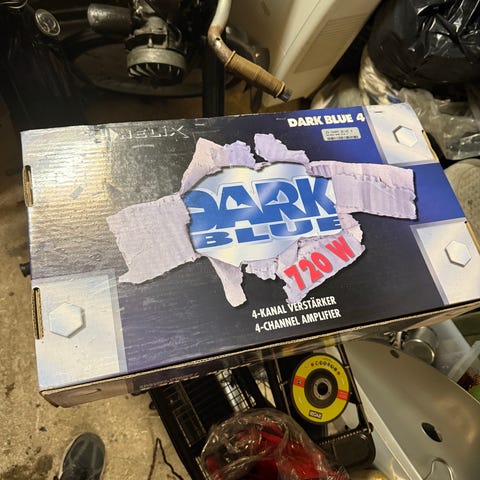 HELIX
DARK BLUE 4
DARK
BLUE
720 W
4-KANAL VERSTÄRKER
4-CHANNEL AMPLIFIER